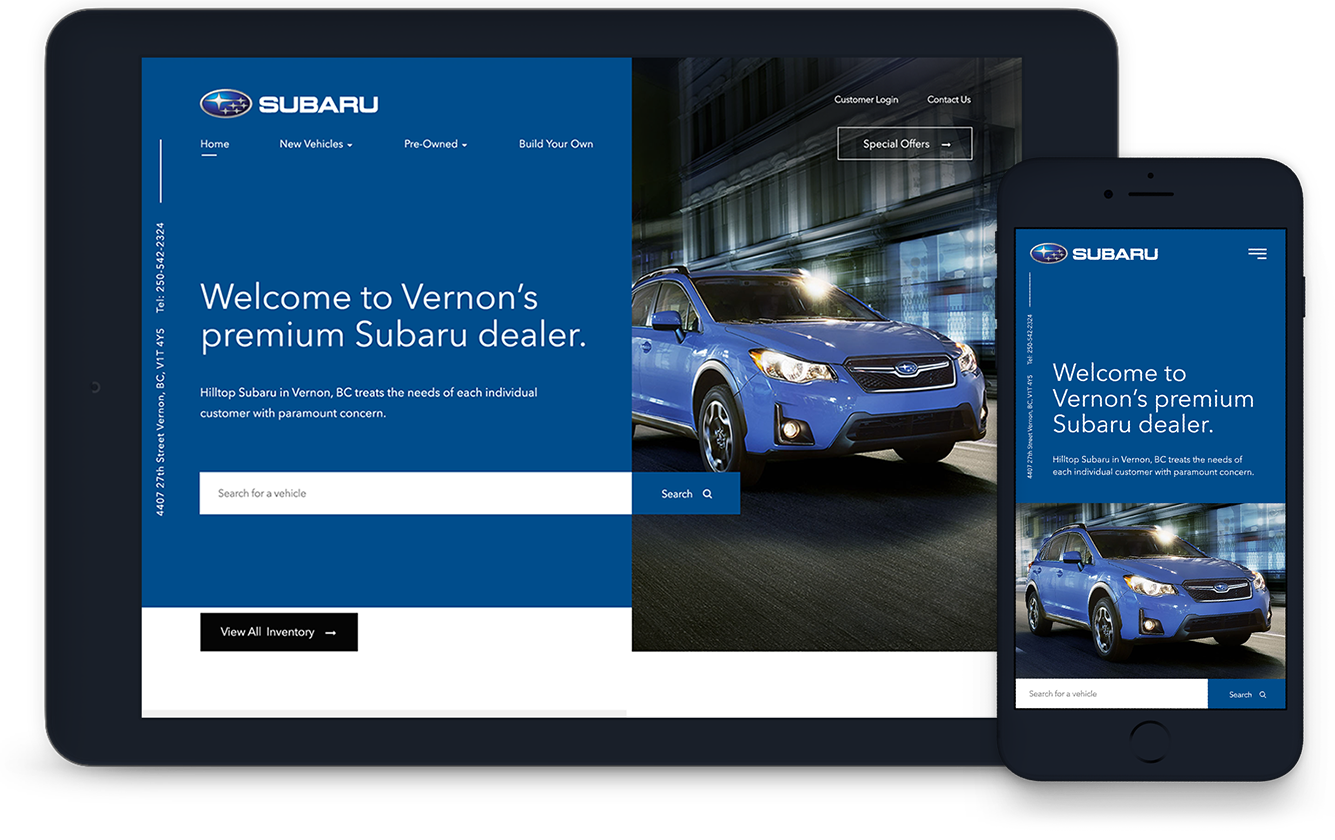 SUBARU
Customer Login
Contact Us
Home
New Vehicles
Pre-Owned
Build Your Own
Special Offers →
4407 27th Street Vernon, BC, V1T 4Y5 Tel: 250-542-2324
Welcome to Vernon's
premium Subaru dealer.
Hilltop Subaru in Vernon, BC treats the needs of each individual
customer with paramount concern.
Search for a vehicle
Search
View All Inventory →
SUBARU
4407 27th Street Vernon, BC, V1T 4Y5 Tel: 250-542-2324
Welcome to
Vernon's premium
Subaru dealer.
Hilltop Subaru in Vernon, BC treats the needs of
each individual customer with paramount concern.
Search for a vehicle
Search